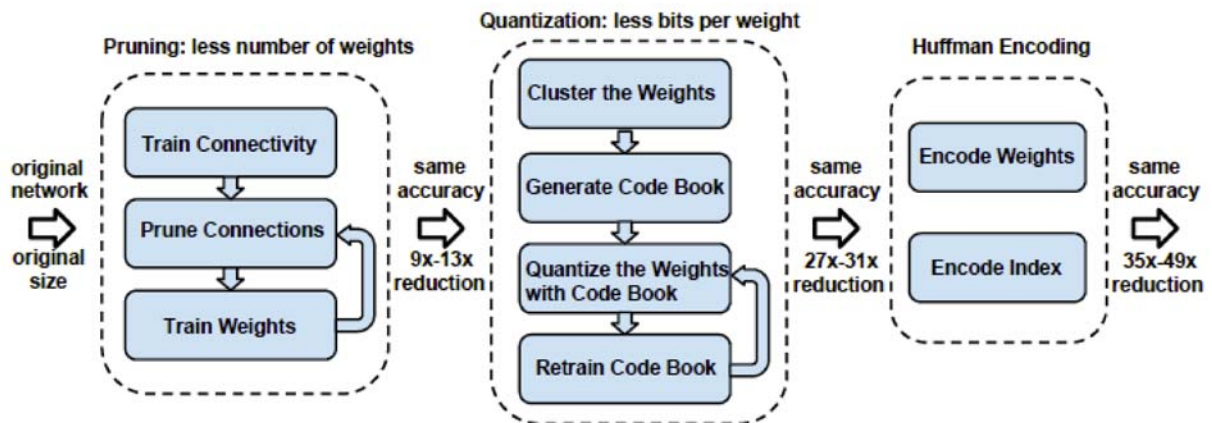 original
network
original
size
Pruning: less number of weights
Train Connectivity
Prune Connections
Train Weights
same
accuracy
9x-13x
reduction
Quantization: less bits per weight
Cluster the Weights
Generate Code Book
Quantize the Weights
with Code Book
Retrain Code Book
same
accuracy
27x-31x
reduction
Huffman Encoding
Encode Weights
Encode Index
same
accuracy
35x-49x
reduction